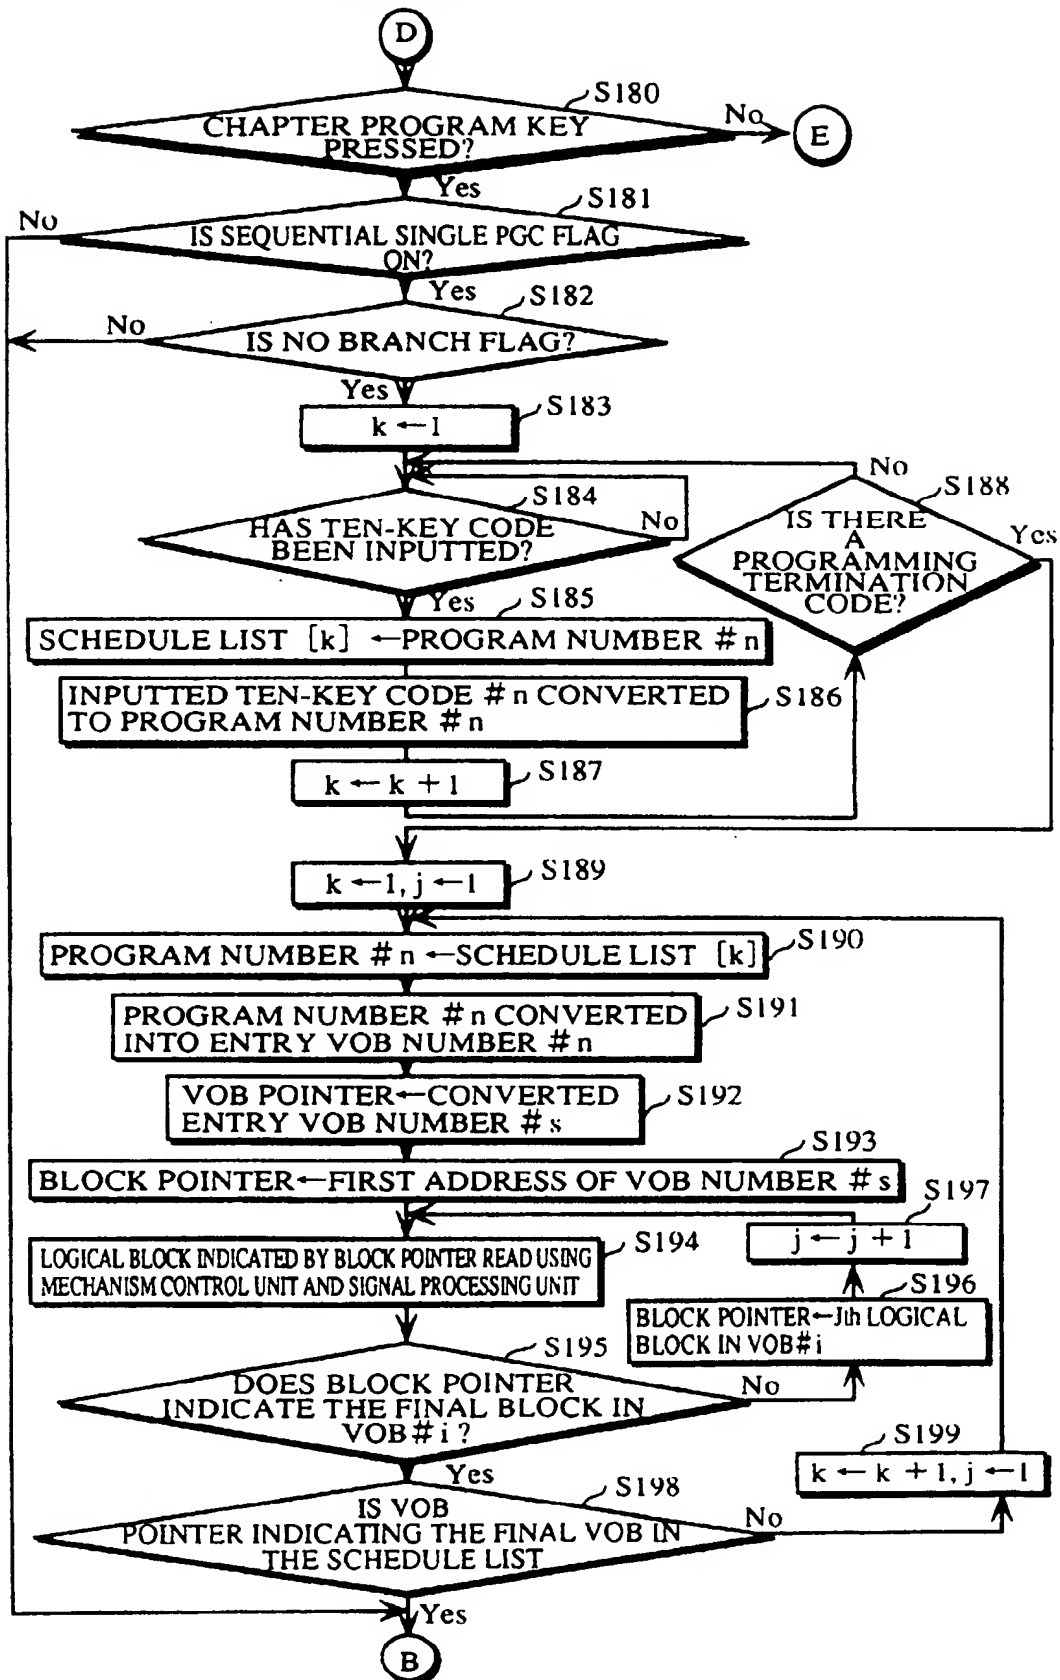 D
S180
CHAPTER PROGRAM KEY
PRESSED?
No
E
Yes
S181
No
IS SEQUENTIAL SINGLE PGC FLAG
ON?
Yes
S182
No
IS NO BRANCH FLAG?
Yes
S183
k ← 1
No
S184
S188
HAS TEN-KEY CODE
BEEN INPUTTED?
No
IS THERE
A
PROGRAMMING
TERMINATION
CODE?
Yes
Yes
S185
SCHEDULE LIST [k] ← PROGRAM NUMBER #n
INPUTTED TEN-KEY CODE #n CONVERTED
TO PROGRAM NUMBER #n
S186
k ← k + 1
S187
k ← 1, j ← 1
S189
PROGRAM NUMBER #n ← SCHEDULE LIST [k]
S190
PROGRAM NUMBER #n CONVERTED
INTO ENTRY VOB NUMBER #n
S191
VOB POINTER ← CONVERTED
ENTRY VOB NUMBER #s
S192
S193
BLOCK POINTER ← FIRST ADDRESS OF VOB NUMBER #s
S197
j ← j + 1
LOGICAL BLOCK INDICATED BY BLOCK POINTER READ USING
MECHANISM CONTROL UNIT AND SIGNAL PROCESSING UNIT
S194
S196
BLOCK POINTER ← Jth LOGICAL
BLOCK IN VOB#i
S195
DOES BLOCK POINTER
INDICATE THE FINAL BLOCK IN
VOB#i?
No
Yes
S199
k ← k + 1, j ← 1
S198
IS VOB
POINTER INDICATING THE FINAL VOB IN
THE SCHEDULE LIST
No
Yes
B